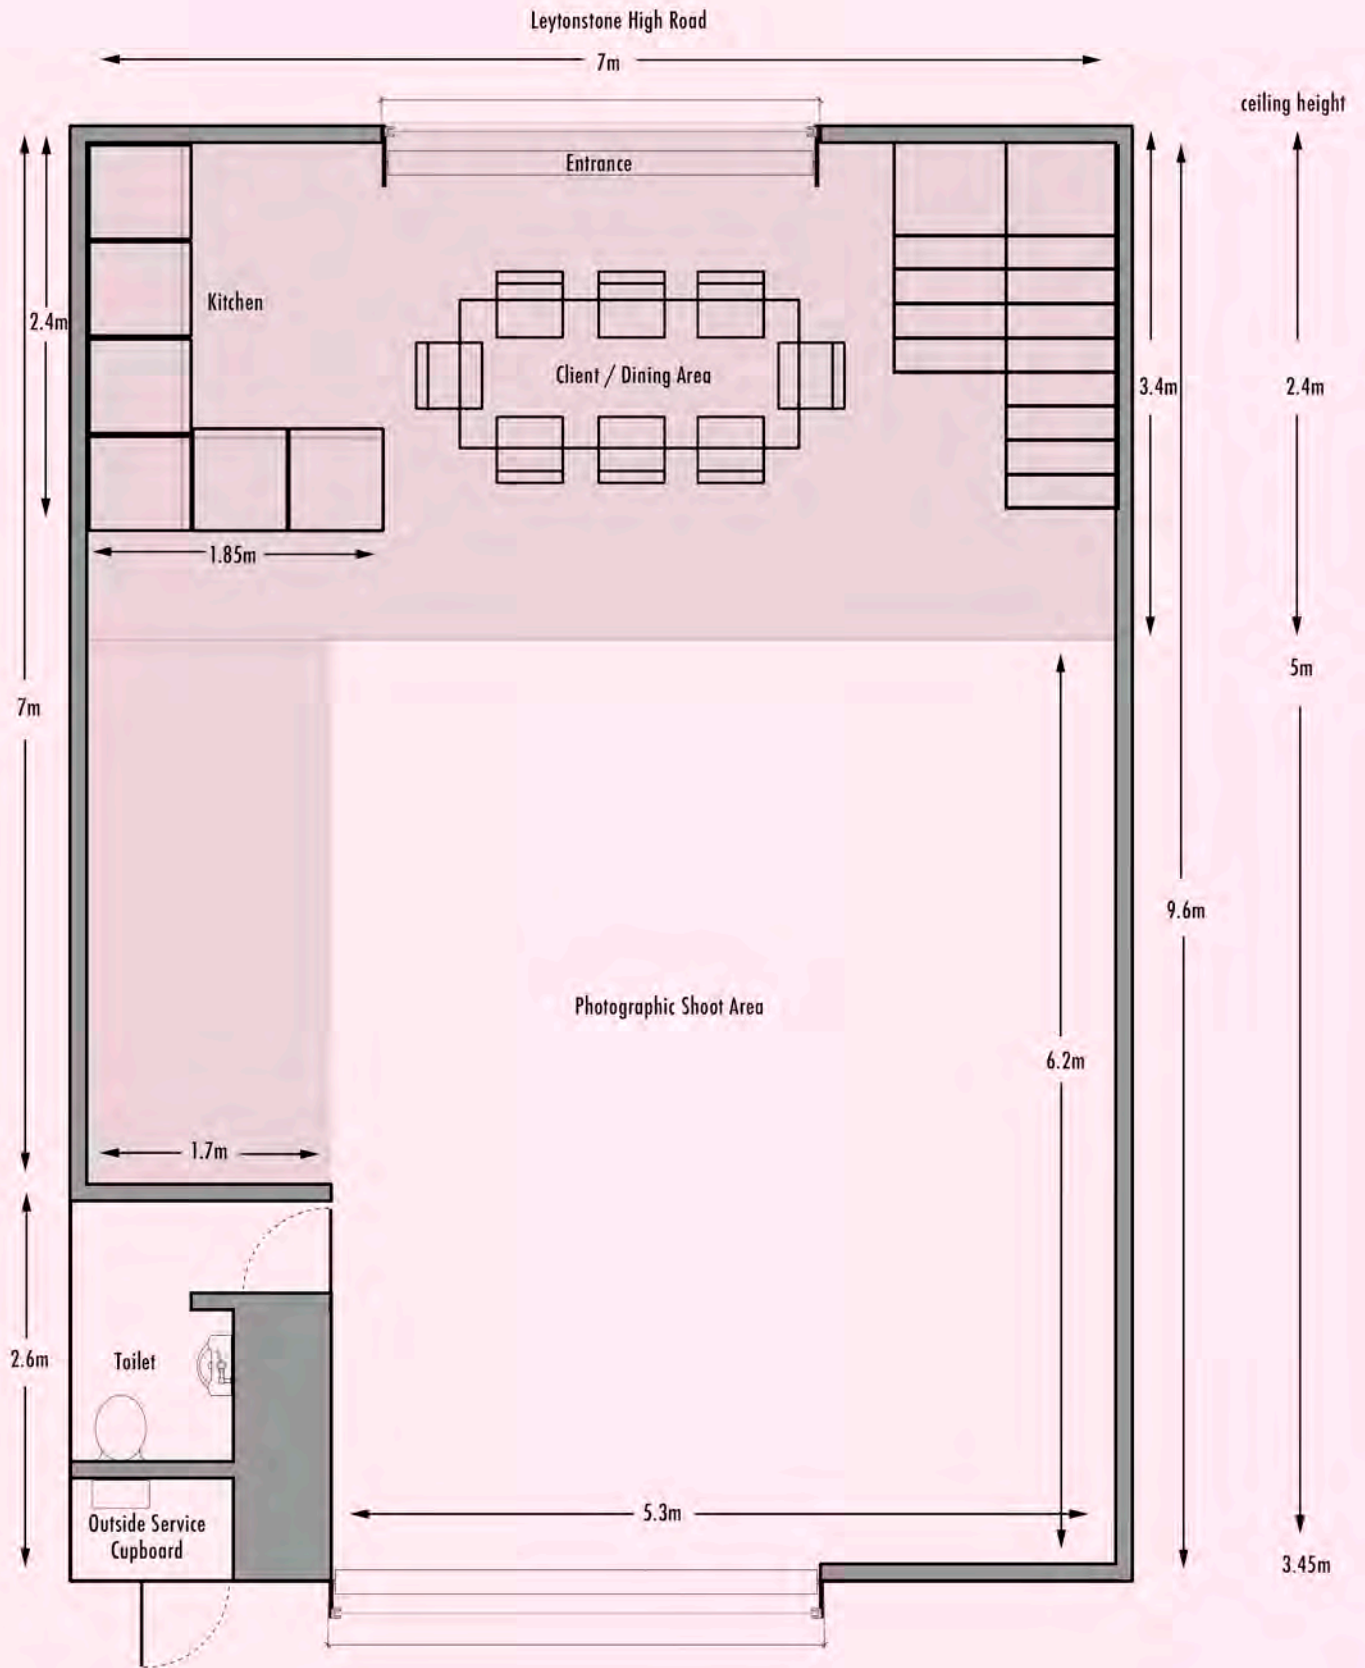 Leytonstone High Road
7m
ceiling height
Entrance
Kitchen
2.4m
Client / Dining Area
3.4m
2.4m
1.85m
5m
7m
9.6m
Photographic Shoot Area
6.2m
1.7m
2.6m
Toilet
5.3m
Outside Service
Cupboard
3.45m